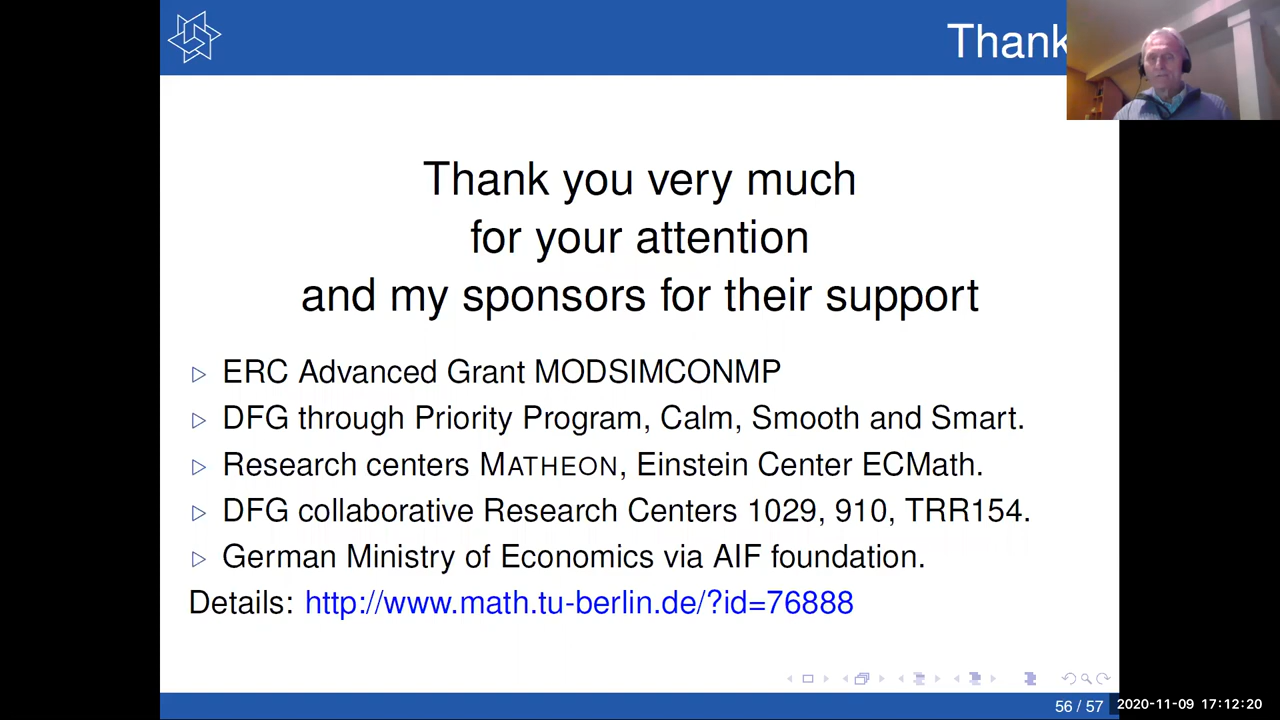 Thank
Thank you very much
for your attention
and my sponsors for their support
▷ ERC Advanced Grant MODSIMCONMP
▷ DFG through Priority Program, Calm, Smooth and Smart.
▷ Research centers MATHEON, Einstein Center ECMath.
▷ DFG collaborative Research Centers 1029, 910, TRR154.
▷ German Ministry of Economics via AIF foundation.
Details: http://www.math.tu-berlin.de/?id=76888
56 / 57
2020-11-09 17:12:20